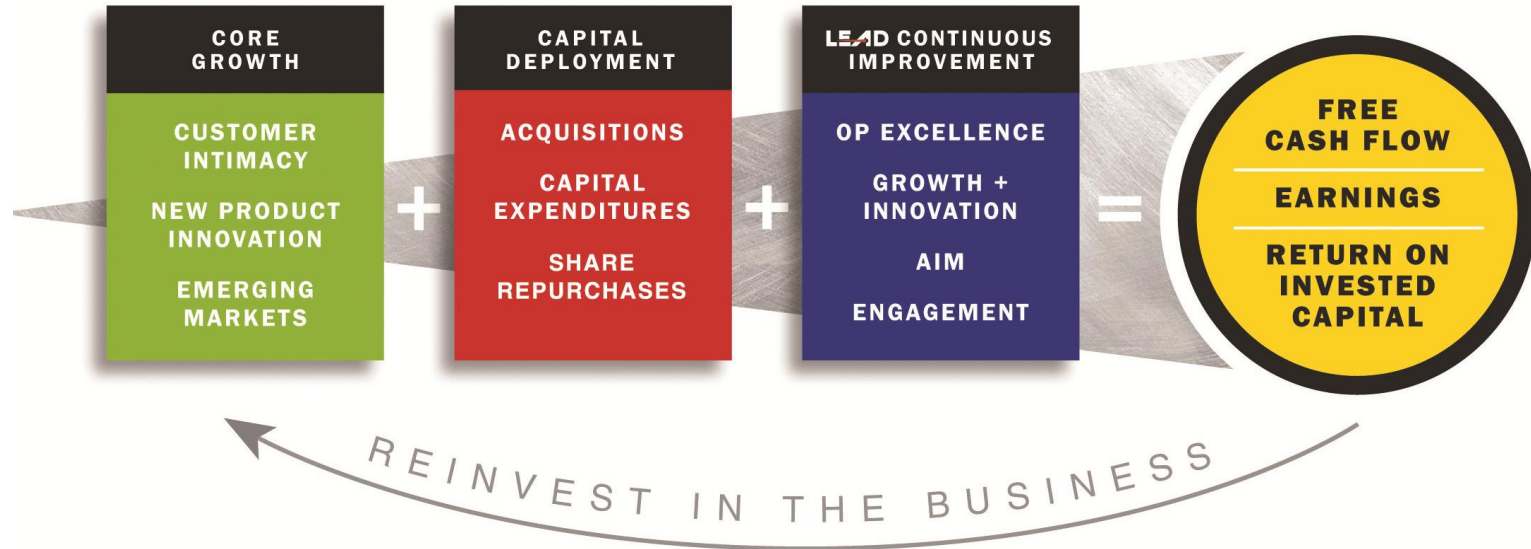 CORE
GROWTH
CUSTOMER
INTIMACY
NEW PRODUCT
INNOVATION
EMERGING
MARKETS
+
CAPITAL
DEPLOYMENT
ACQUISITIONS
CAPITAL
EXPENDITURES
SHARE
REPURCHASES
+
LEAD CONTINUOUS
IMPROVEMENT
OP EXCELLENCE
GROWTH +
INNOVATION
AIM
ENGAGEMENT
=
FREE
CASH FLOW
EARNINGS
RETURN ON
INVESTED
CAPITAL
REINVEST IN THE BUSINESS